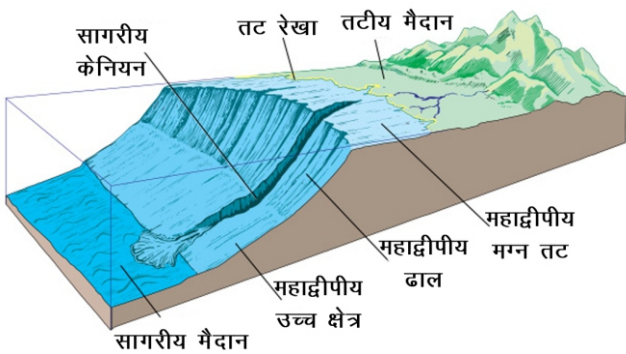 सागरीय
केनियन
तट रेखा
तटीय मैदान
महाद्वीपीय
मग्न तट
महाद्वीपीय
ढाल
महाद्वीपीय
उच्च क्षेत्र
सागरीय मैदान